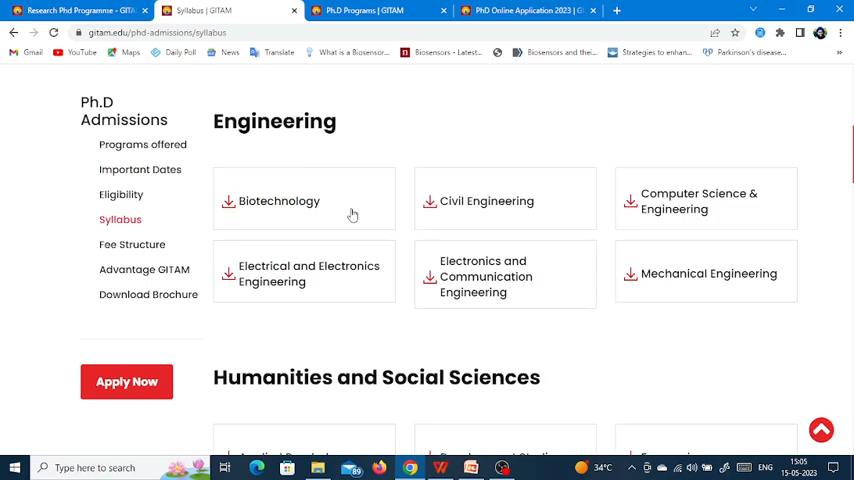 Research Phd Programme - GITA
Syllabus | GITAM
Ph.D Programs | GITAM
PhD Online Application 2023 | G
gitam.edu/phd-admissions/syllabus
Gmail
YouTube
Maps
Daily Poll
News
Translate
What is a Biosensor...
Biosensors - Latest...
Biosensors and thei...
Strategies to enhan...
Parkinson's disease...
Ph.D
Admissions
Programs offered
Important Dates
Eligibility
Syllabus
Fee Structure
Advantage GITAM
Download Brochure
Apply Now
Engineering
Biotechnology
Civil Engineering
Computer Science &
Engineering
Electrical and Electronics
Engineering
Electronics and
Communication
Engineering
Mechanical Engineering
Humanities and Social Sciences
Type here to search
89
34°C
ENG
15:05
15-05-2023